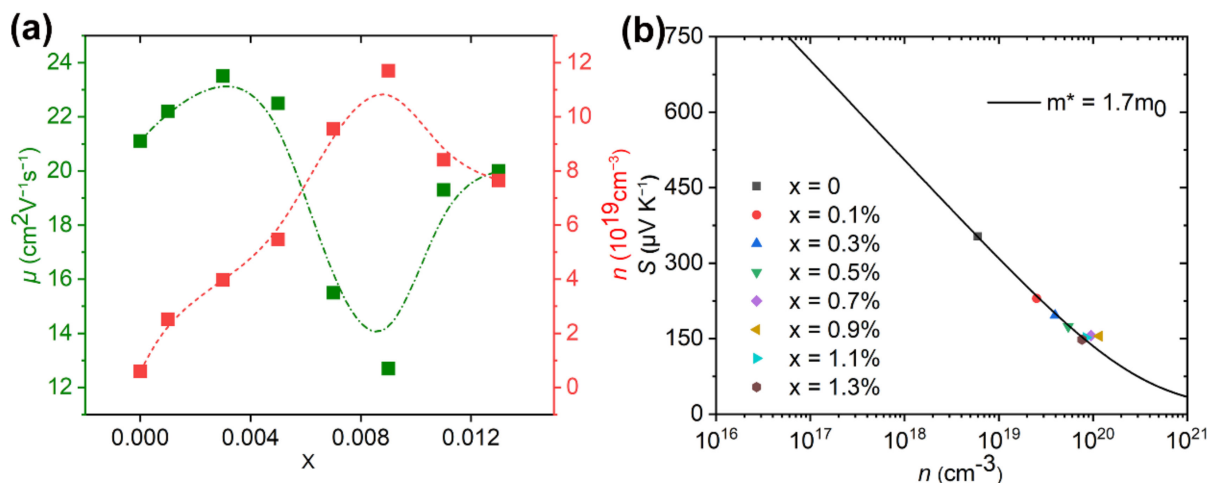 (a)
24
22
20
18
16
14
12
μ (cm²V⁻¹s⁻¹)
12
10
8
6
4
2
0
n (10¹⁹cm⁻³)
0.000
0.004
0.008
0.012
X
(b)
750
600
450
300
150
0
S (μV K⁻¹)
m* = 1.7m₀
x = 0
x = 0.1%
x = 0.3%
x = 0.5%
x = 0.7%
x = 0.9%
x = 1.1%
x = 1.3%
10¹⁶
10¹⁷
10¹⁸
10¹⁹
10²⁰
10²¹
n (cm⁻³)